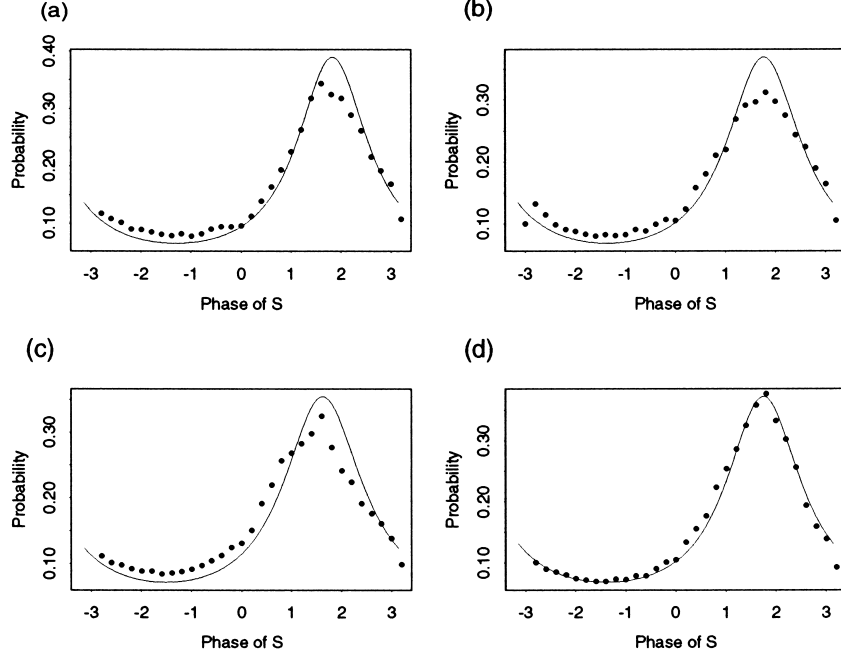 (a)
Probability
0.40
0.30
0.20
0.10
-3 -2 -1 0 1 2 3
Phase of S
(b)
Probability
0.30
0.20
0.10
-3 -2 -1 0 1 2 3
Phase of S
(c)
Probability
0.30
0.20
0.10
-3 -2 -1 0 1 2 3
Phase of S
(d)
Probability
0.30
0.20
0.10
-3 -2 -1 0 1 2 3
Phase of S